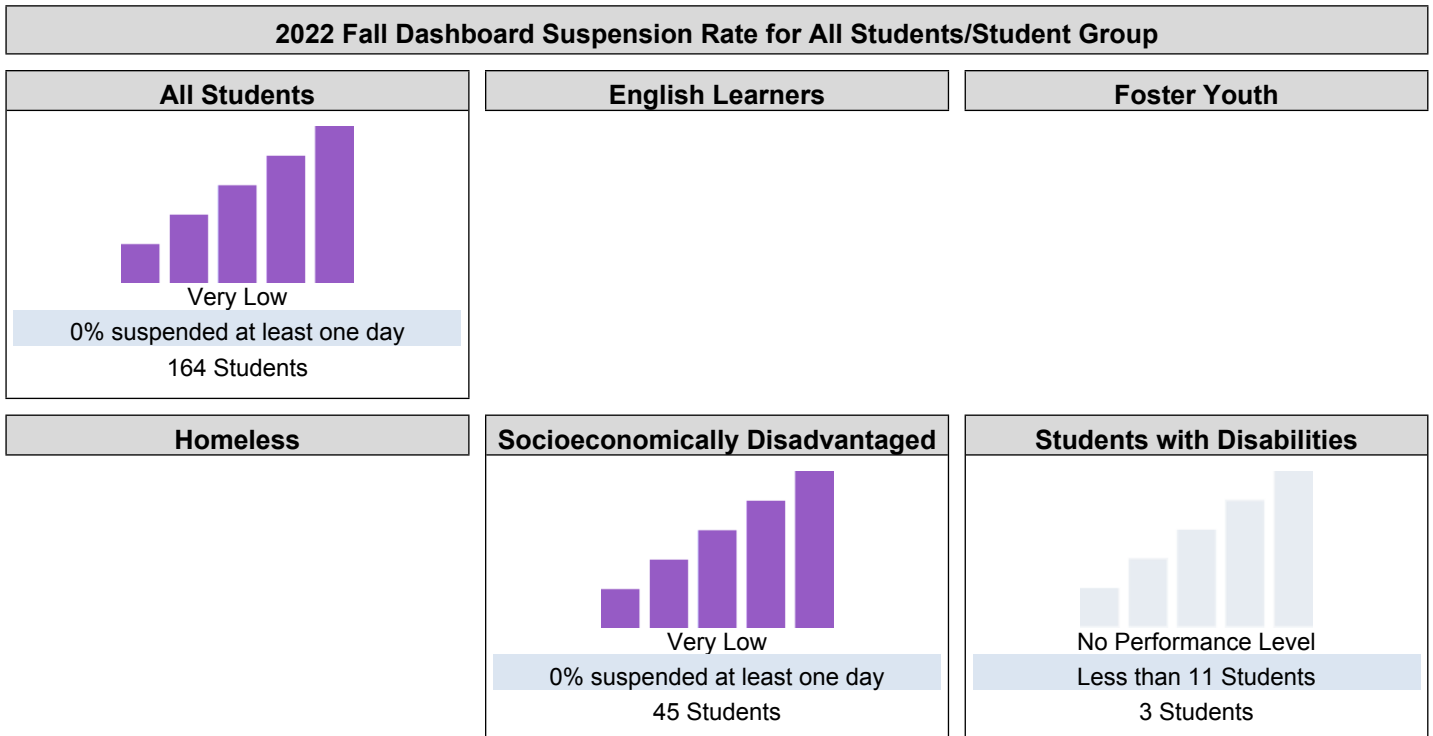 2022 Fall Dashboard Suspension Rate for All Students/Student Group
All Students
English Learners
Foster Youth
Very Low
0% suspended at least one day
164 Students
Homeless
Socioeconomically Disadvantaged
Students with Disabilities
Very Low
0% suspended at least one day
45 Students
No Performance Level
Less than 11 Students
3 Students